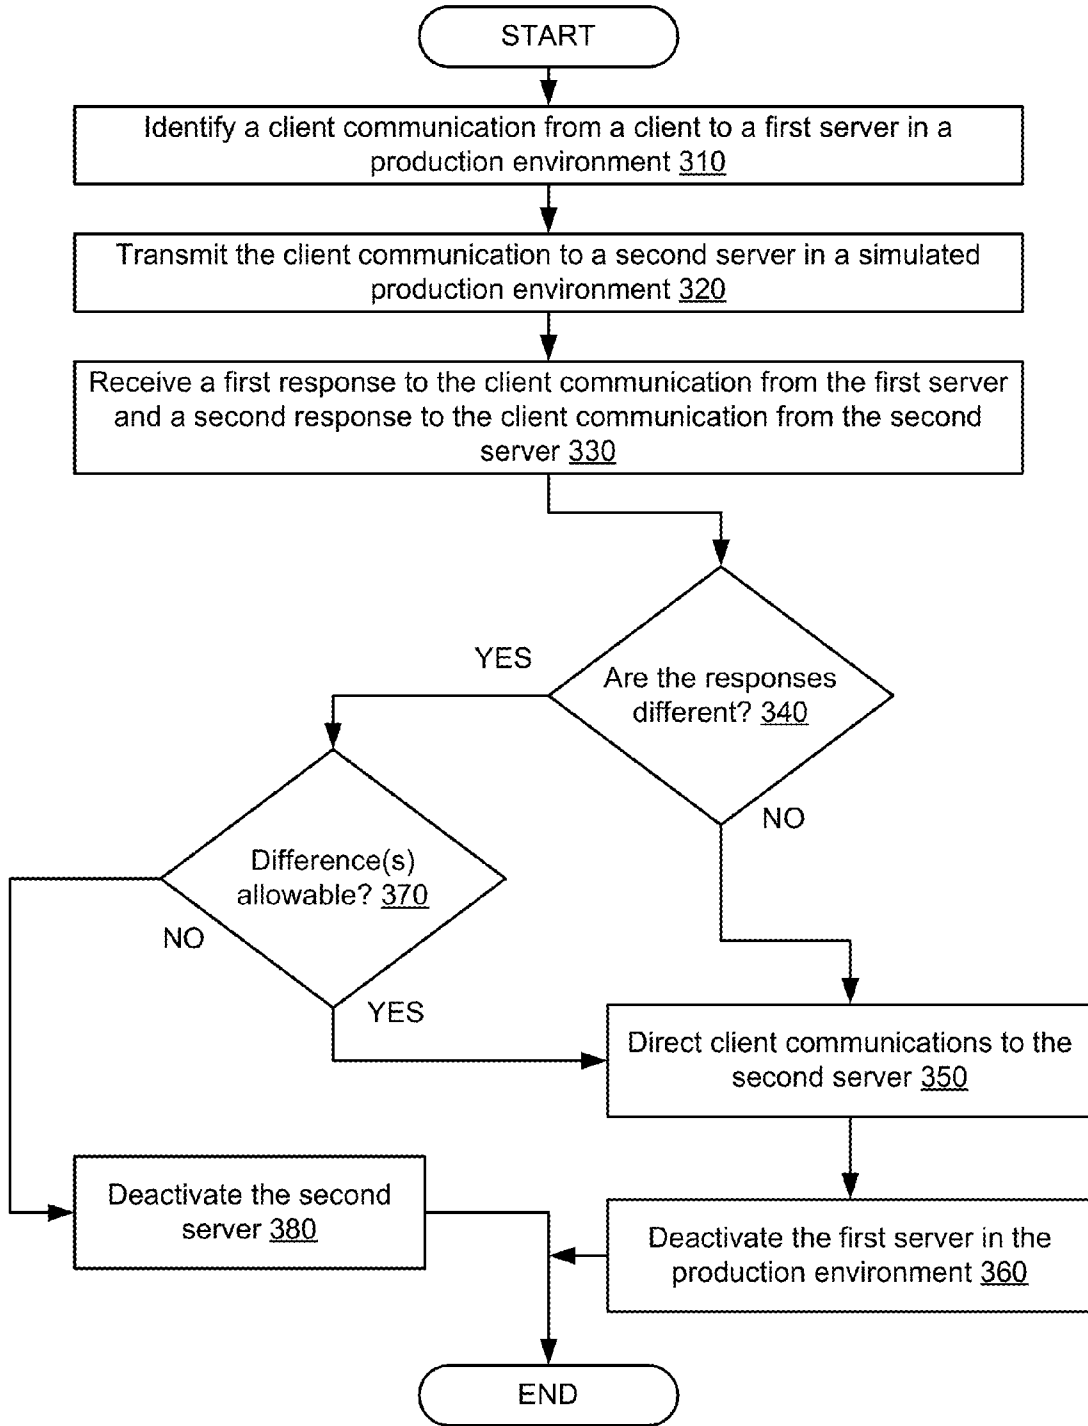 START
Identify a client communication from a client to a first server in a
production environment 310
Transmit the client communication to a second server in a simulated
production environment 320
Receive a first response to the client communication from the first server
and a second response to the client communication from the second
server 330
YES
Are the responses
different? 340
NO
Difference(s)
allowable? 370
NO
YES
Direct client communications to the
second server 350
Deactivate the second
server 380
Deactivate the first server in the
production environment 360
END